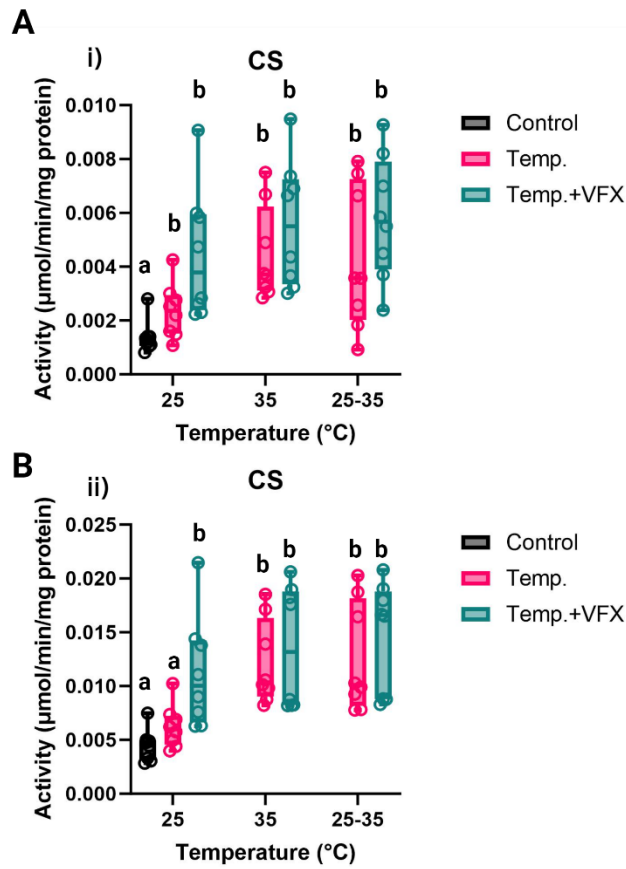 A
i)
CS
b
b
b
b
b
b
a
0.010
0.008
0.006
0.004
0.002
0.000
Activity (µmol/min/mg protein)
25
35
25-35
Temperature (°C)
Control
Temp.
Temp.+VFX
B
ii)
CS
b
b
b
b
b
a
a
0.025
0.020
0.015
0.010
0.005
0.000
Activity (µmol/min/mg protein)
25
35
25-35
Temperature (°C)
Control
Temp.
Temp.+VFX